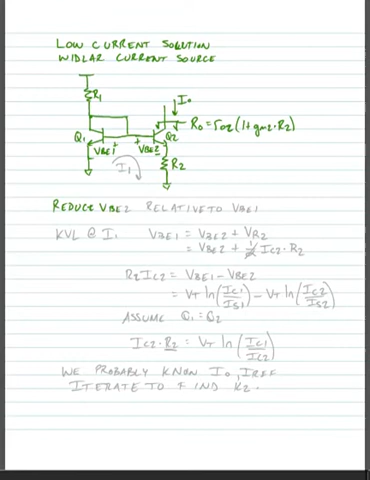 LOW CURRENT SOLUTION
WIDLAR CURRENT SOURCE
R1
Io
Ro = ro2 (1 + gm2 · R2)
Q1
VBE1
+
+
VBE2
Q2
I1
R2
REDUCE VBE2 RELATIVE TO VBE1
KVL @ I1 VBE1 = VBE2 + VR2
= VBE2 + IC2 · R2
R2 IC2 = VBE1 - VBE2
= VT ln(IC1/IS1) - VT ln(IC2/IS2)
ASSUME Q1 = Q2
IC2 · R2 = VT ln(IC1/IC2)
WE PROBABLY KNOW Io, IREF
ITERATE TO FIND R2.